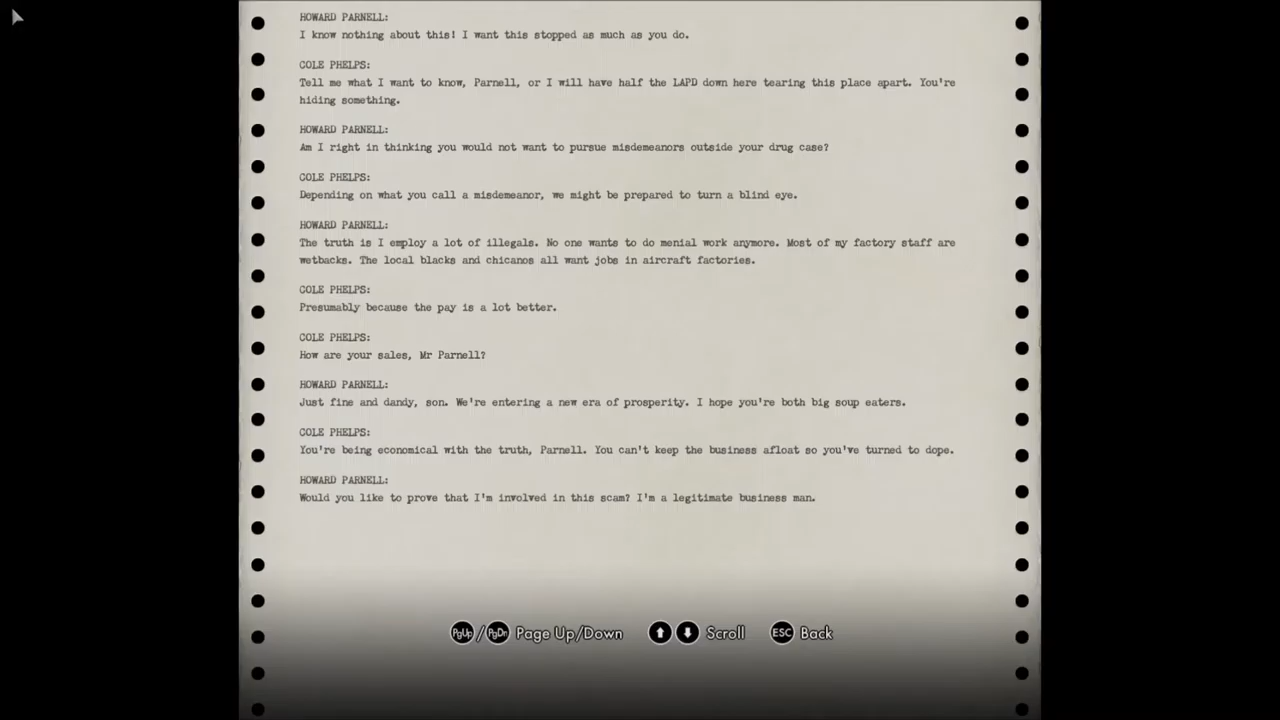 HOWARD PARNELL:
I know nothing about this! I want this stopped as much as you do.
COLE PHELPS:
Tell me what I want to know, Parnell, or I will have half the LAPD down here tearing this place apart. You're
hiding something.
HOWARD PARNELL:
Am I right in thinking you would not want to pursue misdemeanors outside your drug case?
COLE PHELPS:
Depending on what you call a misdemeanor, we might be prepared to turn a blind eye.
HOWARD PARNELL:
The truth is I employ a lot of illegals. No one wants to do menial work anymore. Most of my factory staff are
wetbacks. The local blacks and chicanos all want jobs in aircraft factories.
COLE PHELPS:
Presumably because the pay is a lot better.
COLE PHELPS:
How are your sales, Mr Parnell?
HOWARD PARNELL:
Just fine and dandy, son. We're entering a new era of prosperity. I hope you're both big soup eaters.
COLE PHELPS:
You're being economical with the truth, Parnell. You can't keep the business afloat so you've turned to dope.
HOWARD PARNELL:
Would you like to prove that I'm involved in this scam? I'm a legitimate business man.
PgUp/PgDn Page Up/Down Scroll ESC Back